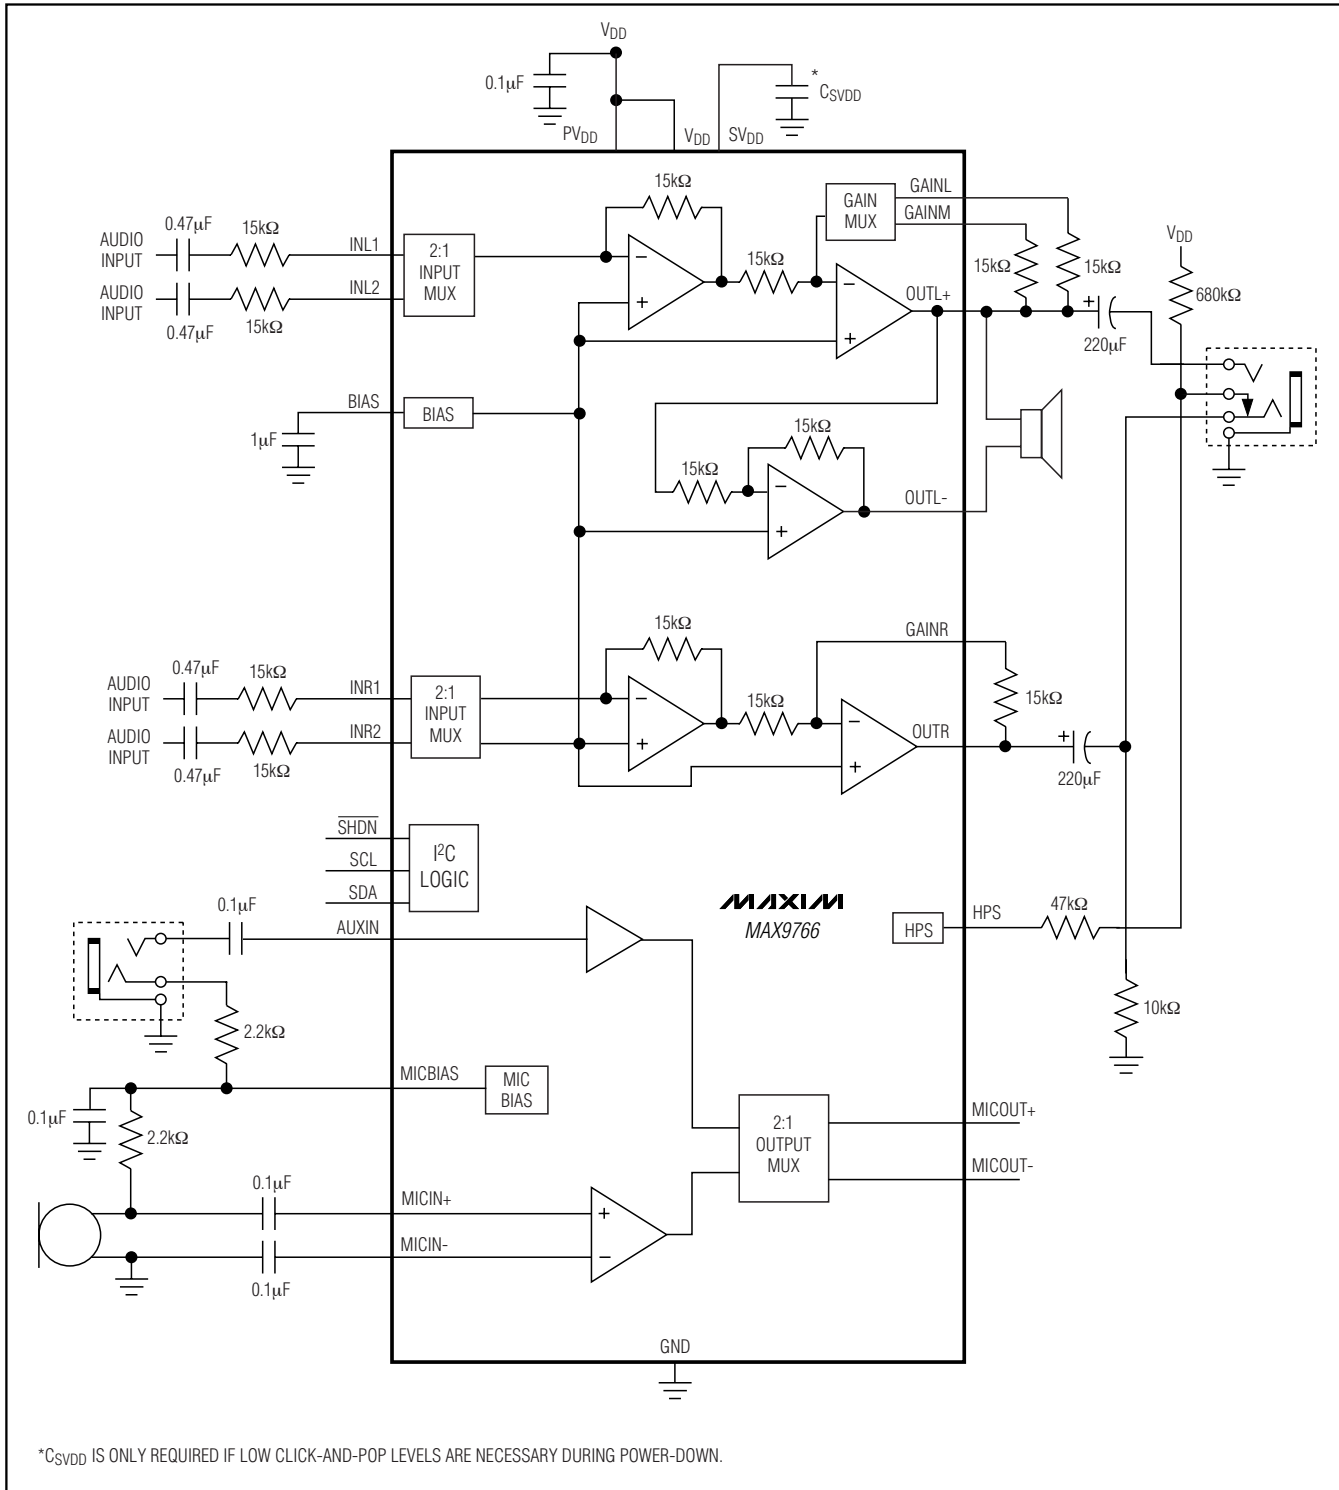 VDD
0.1µF
*
CSVDD
PVDD
VDD
SVDD
15kΩ
GAIN
MUX
GAINL
GAINM
AUDIO
INPUT
0.47µF
15kΩ
INL1
2:1
INPUT
MUX
15kΩ
15kΩ
15kΩ
VDD
680kΩ
AUDIO
INPUT
0.47µF
15kΩ
INL2
−
+
−
+
OUTL+
+
220µF
BIAS
BIAS
1µF
15kΩ
15kΩ
−
+
OUTL-
15kΩ
GAINR
AUDIO
INPUT
0.47µF
15kΩ
INR1
2:1
INPUT
MUX
15kΩ
15kΩ
AUDIO
INPUT
0.47µF
15kΩ
INR2
−
+
−
+
OUTR
+
220µF
SHDN
SCL
SDA
I²C
LOGIC
MAXIM
MAX9766
0.1µF
AUXIN
HPS
HPS
47kΩ
10kΩ
2.2kΩ
MICBIAS
MIC
BIAS
0.1µF
2.2kΩ
2:1
OUTPUT
MUX
MICOUT+
MICOUT-
0.1µF
MICIN+
+
−
MICIN-
0.1µF
GND
*CSVDD IS ONLY REQUIRED IF LOW CLICK-AND-POP LEVELS ARE NECESSARY DURING POWER-DOWN.